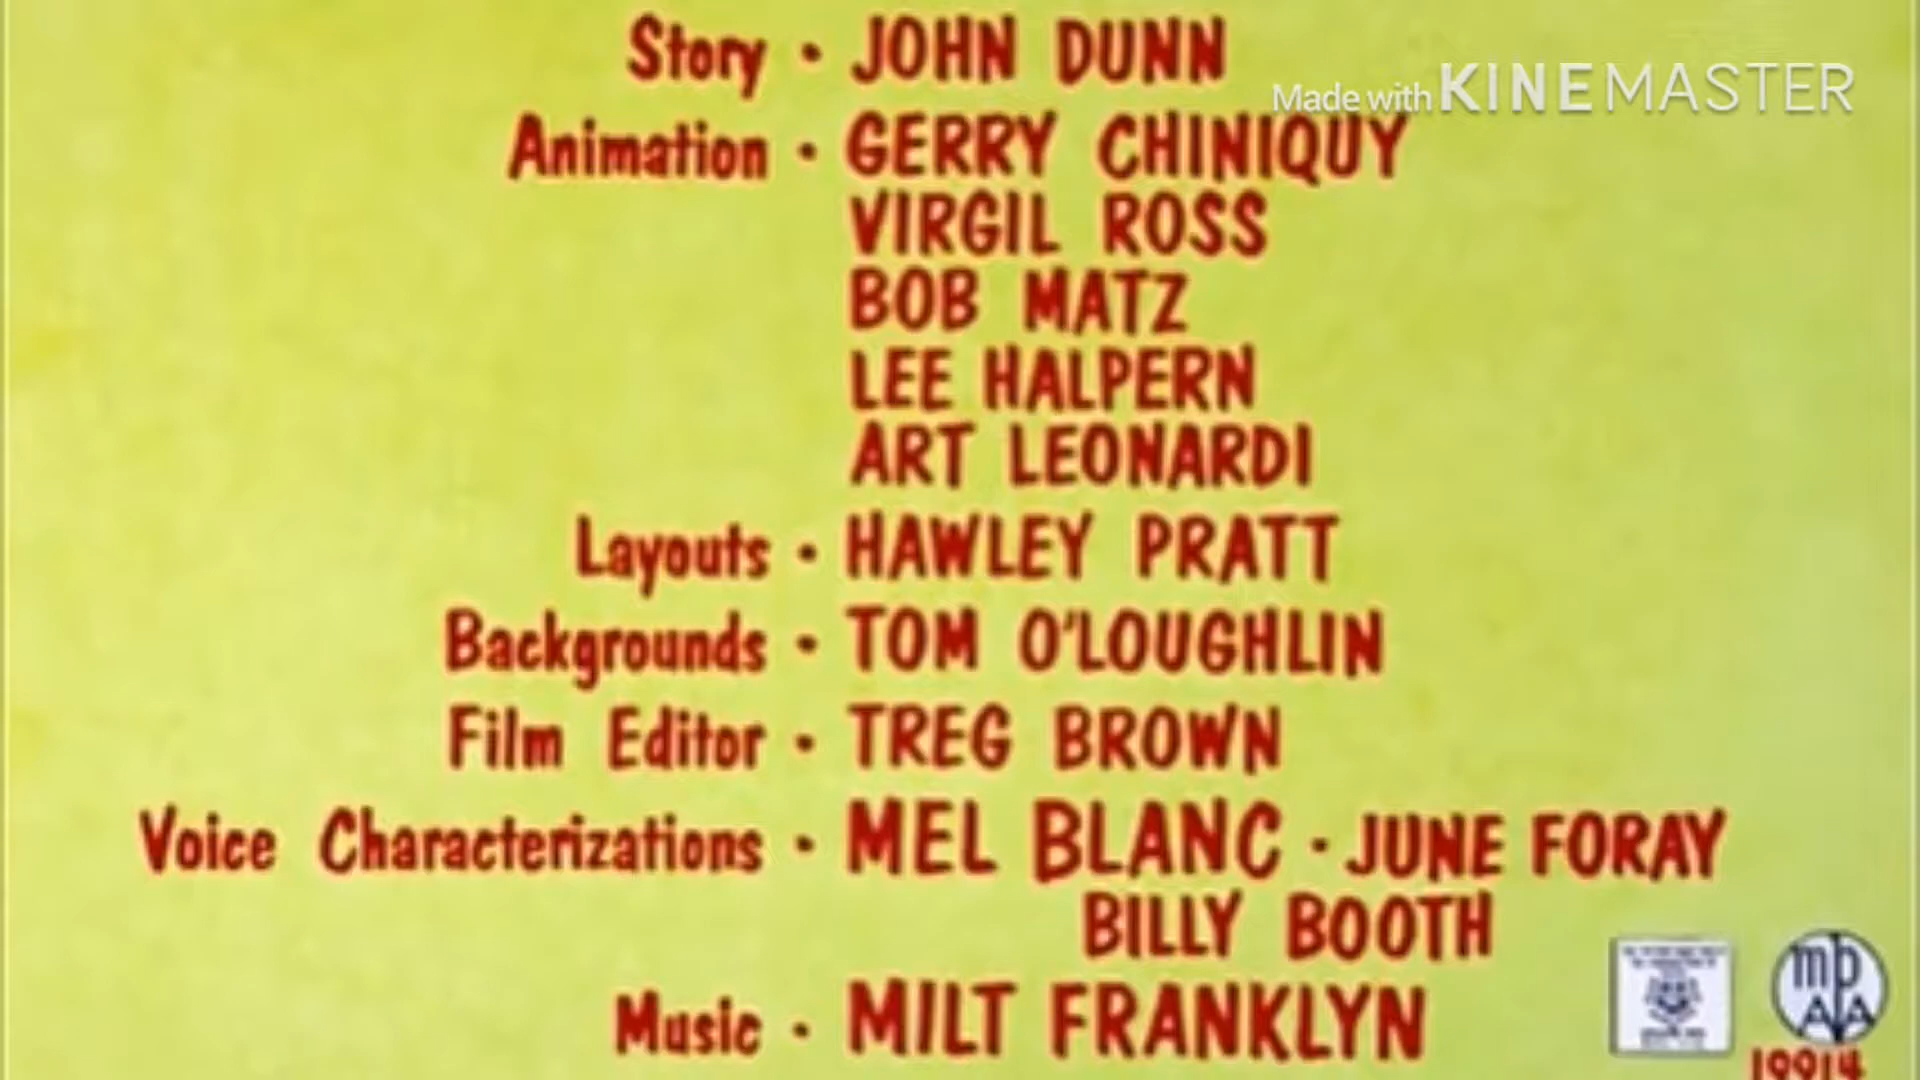 Story • JOHN DUNN
Made with KINEMASTER
Animation • GERRY CHINIQUY
VIRGIL ROSS
BOB MATZ
LEE HALPERN
ART LEONARDI
Layouts • HAWLEY PRATT
Backgrounds • TOM O'LOUGHLIN
Film Editor • TREG BROWN
Voice Characterizations • MEL BLANC • JUNE FORAY
BILLY BOOTH
mpAA
Music • MILT FRANKLYN
19914